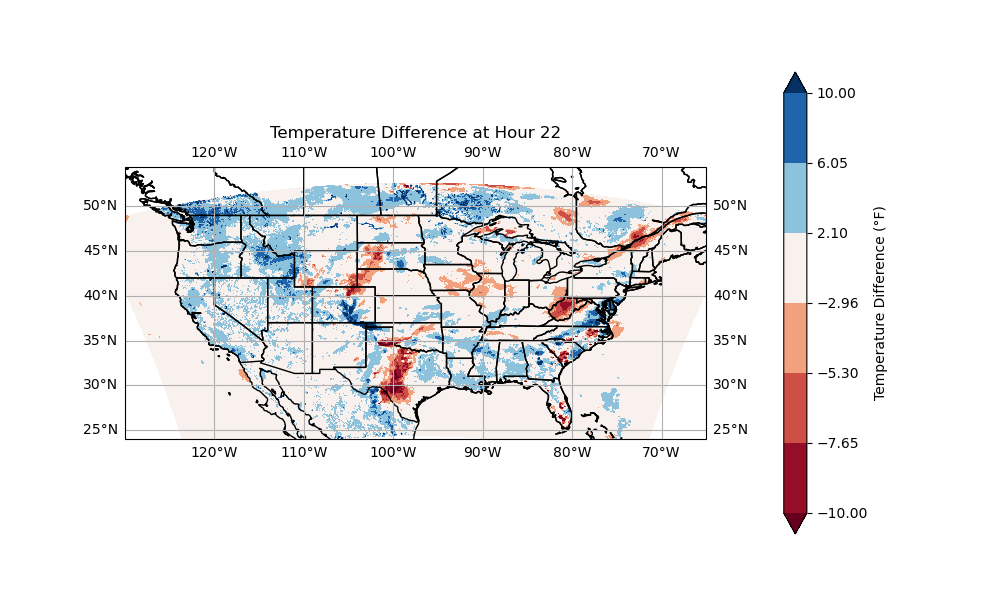 Temperature Difference at Hour 22
120°W 110°W 100°W 90°W 80°W 70°W
50°N 50°N
45°N 45°N
40°N 40°N
35°N 35°N
30°N 30°N
25°N 25°N
120°W 110°W 100°W 90°W 80°W 70°W
10.00
6.05
2.10
−2.96
−5.30
−7.65
−10.00
Temperature Difference (°F)